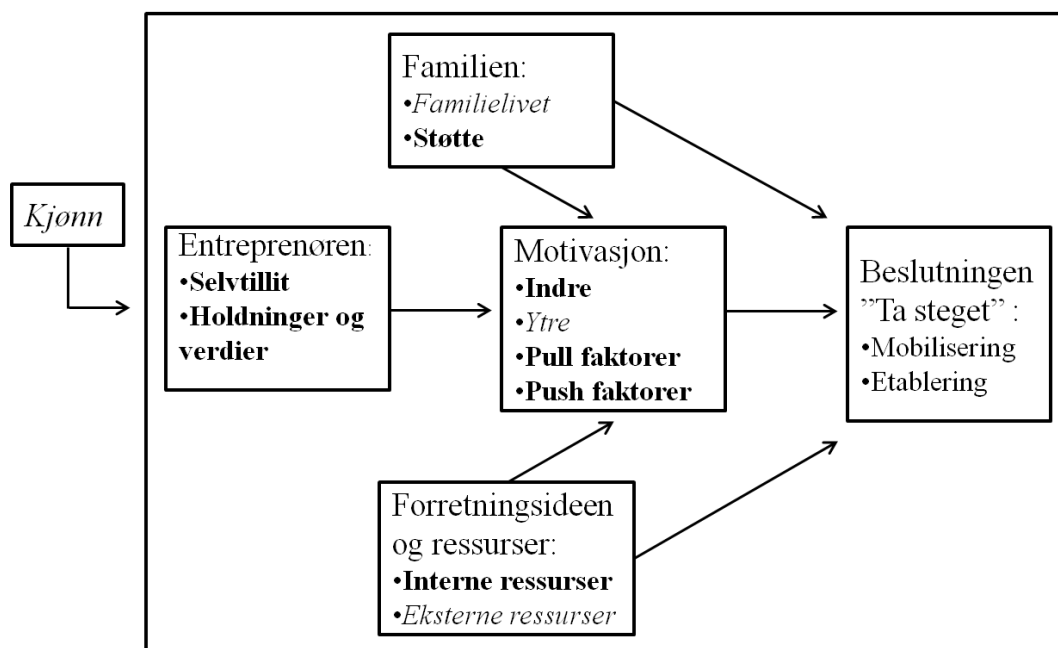 Familien:
•Familielivet
•Støtte
Kjønn
Entreprenøren:
•Selvtillit
•Holdninger og
verdier
Motivasjon:
•Indre
•Ytre
•Pull faktorer
•Push faktorer
Beslutningen
”Ta steget” :
•Mobilisering
•Etablering
Forretningsideen
og ressurser:
•Interne ressurser
•Eksterne ressurser